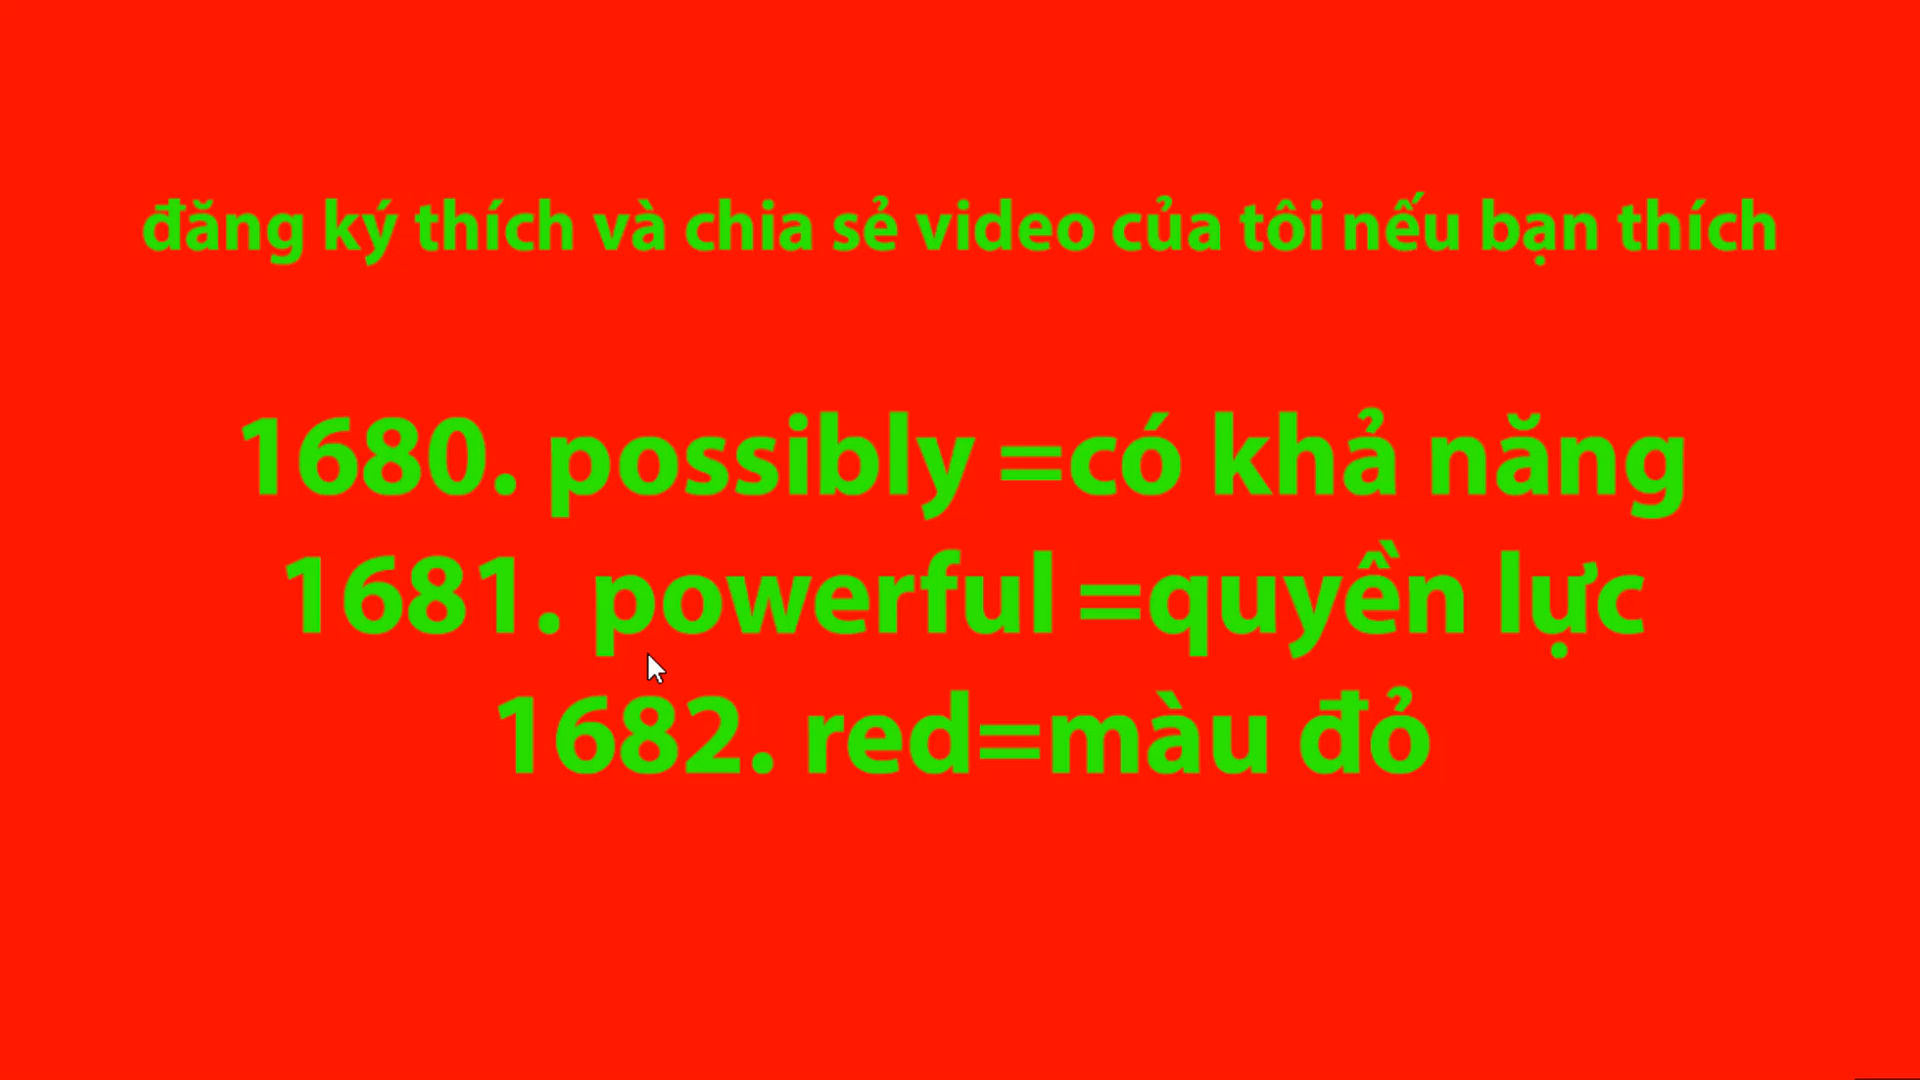 đăng ký thích và chia sẻ video của tôi nếu bạn thích
1680. possibly =có khả năng
1681. powerful =quyền lực
1682. red=màu đỏ